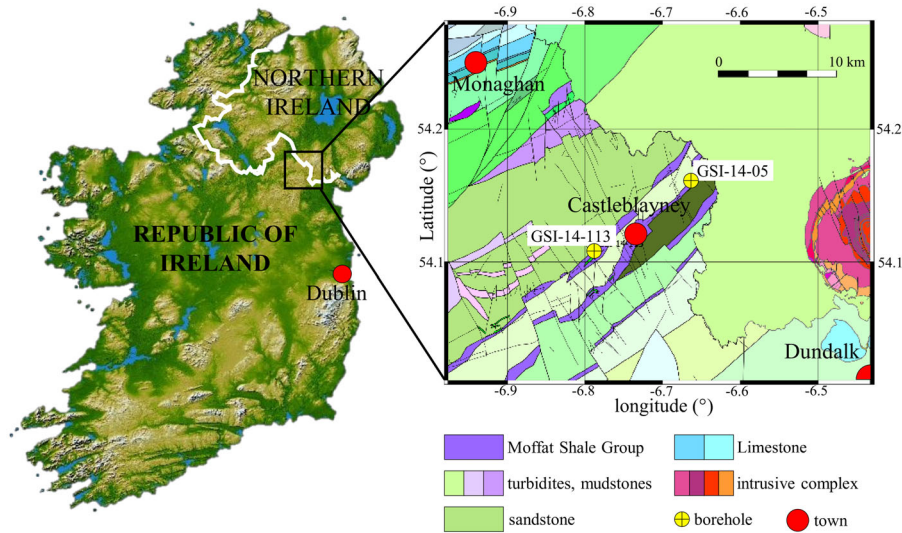 NORTHERN
IRELAND
REPUBLIC OF
IRELAND
Dublin
-6.9 -6.8 -6.7 -6.6 -6.5
0 10 km
Monaghan
54.2
54.2
GSI-14-05
Castleblayney
GSI-14-113
Latitude (°)
54.1
54.1
Dundalk
-6.9 -6.8 -6.7 -6.6 -6.5
longitude (°)
Moffat Shale Group
Limestone
turbidites, mudstones
intrusive complex
sandstone
borehole
town